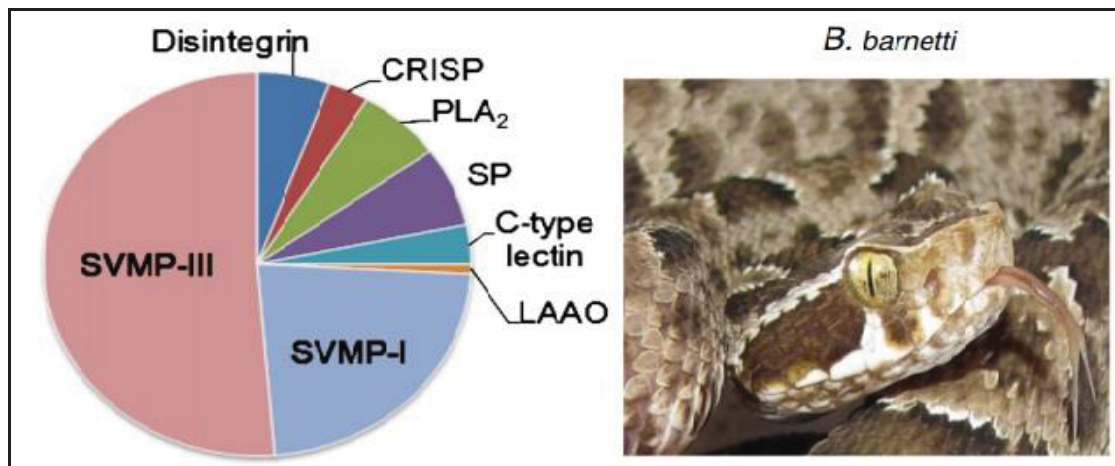 Disintegrin
CRISP
PLA₂
SP
C-type
lectin
LAAO
SVMP-I
SVMP-III
B. barnetti